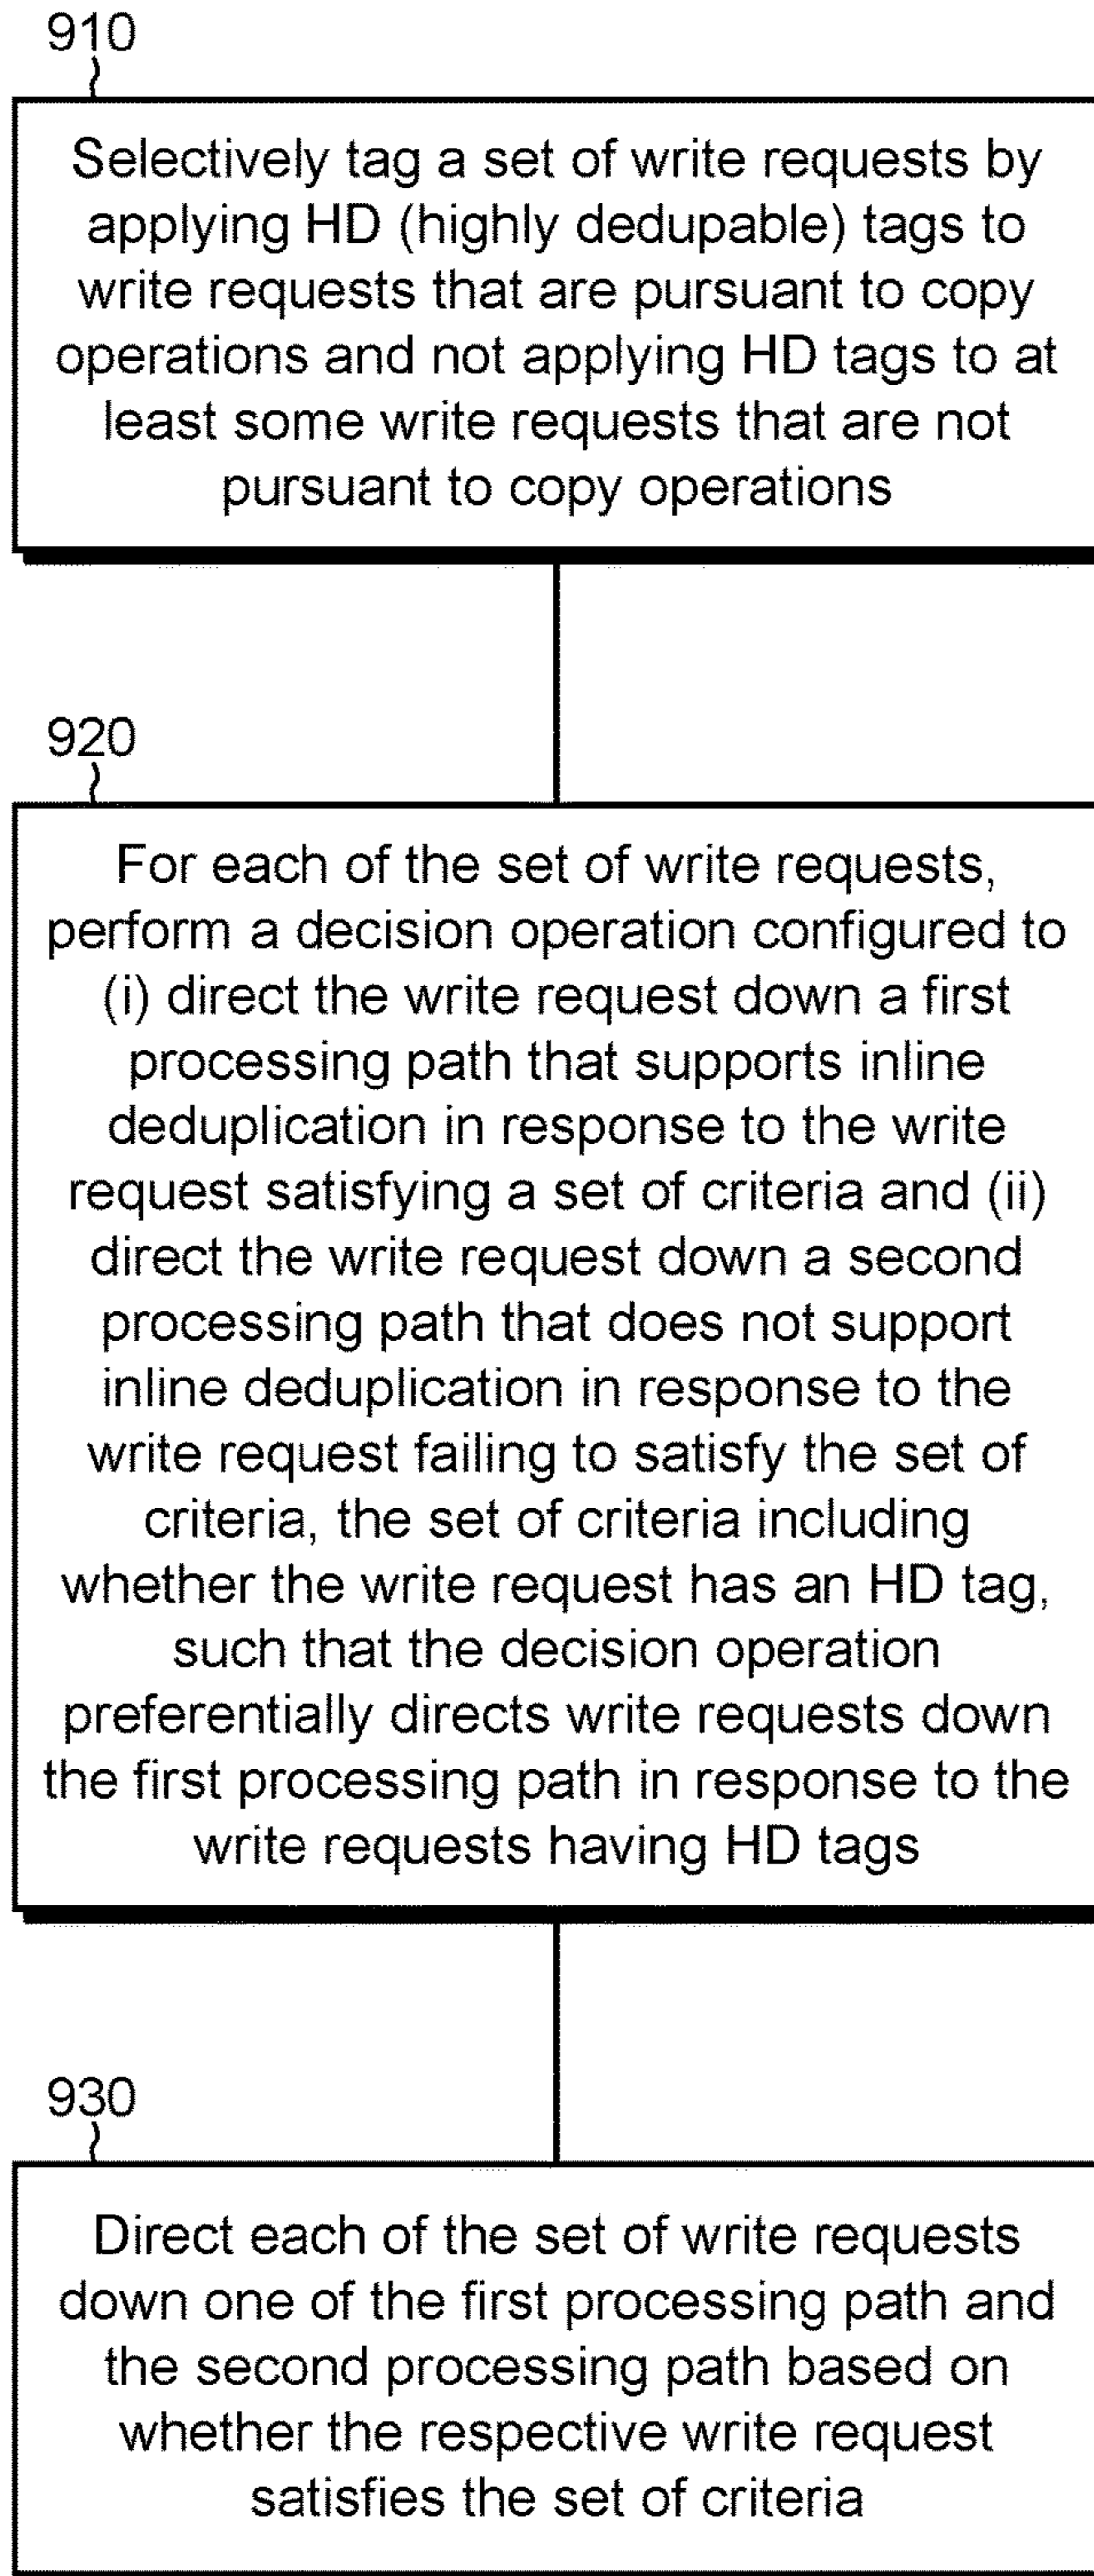 910
Selectively tag a set of write requests by
applying HD (highly dedupable) tags to
write requests that are pursuant to copy
operations and not applying HD tags to at
least some write requests that are not
pursuant to copy operations
920
For each of the set of write requests,
perform a decision operation configured to
(i) direct the write request down a first
processing path that supports inline
deduplication in response to the write
request satisfying a set of criteria and (ii)
direct the write request down a second
processing path that does not support
inline deduplication in response to the
write request failing to satisfy the set of
criteria, the set of criteria including
whether the write request has an HD tag,
such that the decision operation
preferentially directs write requests down
the first processing path in response to the
write requests having HD tags
930
Direct each of the set of write requests
down one of the first processing path and
the second processing path based on
whether the respective write request
satisfies the set of criteria